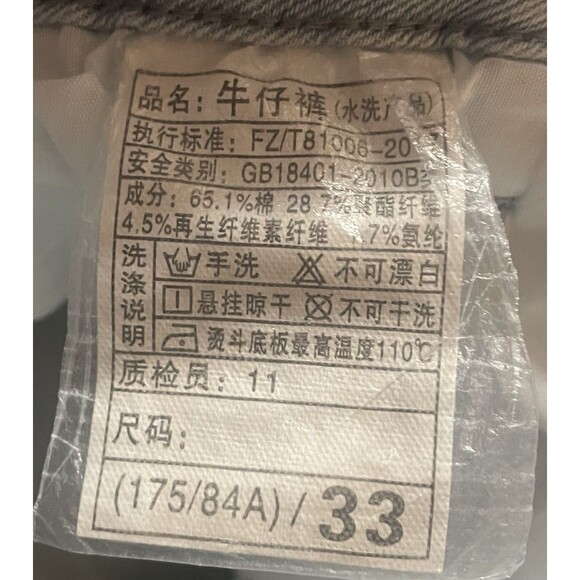 品名：牛仔裤（水洗产品）
执行标准：FZ/T81006-2017
安全类别：GB18401-2010B类
成分：65.1%棉 28.7%聚酯纤维
4.5%再生纤维素纤维 1.7%氨纶
洗涤说明
手洗 不可漂白
悬挂晾干 不可干洗
熨斗底板最高温度110℃
质检员：11
尺码：
(175/84A)/33